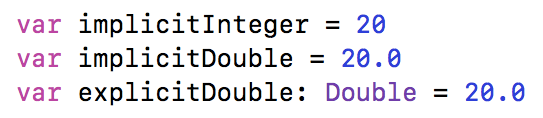 var implicitInteger = 20
var implicitDouble = 20.0
var explicitDouble: Double = 20.0